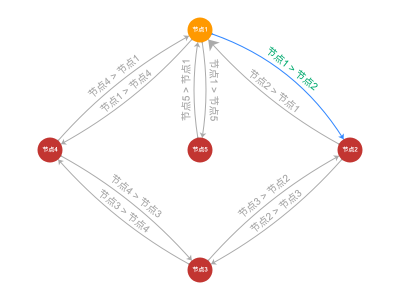 节点1
节点1 > 节点2
节点4 > 节点1
节点1 > 节点4
节点5 > 节点1
节点1 > 节点5
节点2 > 节点1
节点4
节点5
节点2
节点4 > 节点3
节点3 > 节点4
节点3 > 节点2
节点2 > 节点3
节点3